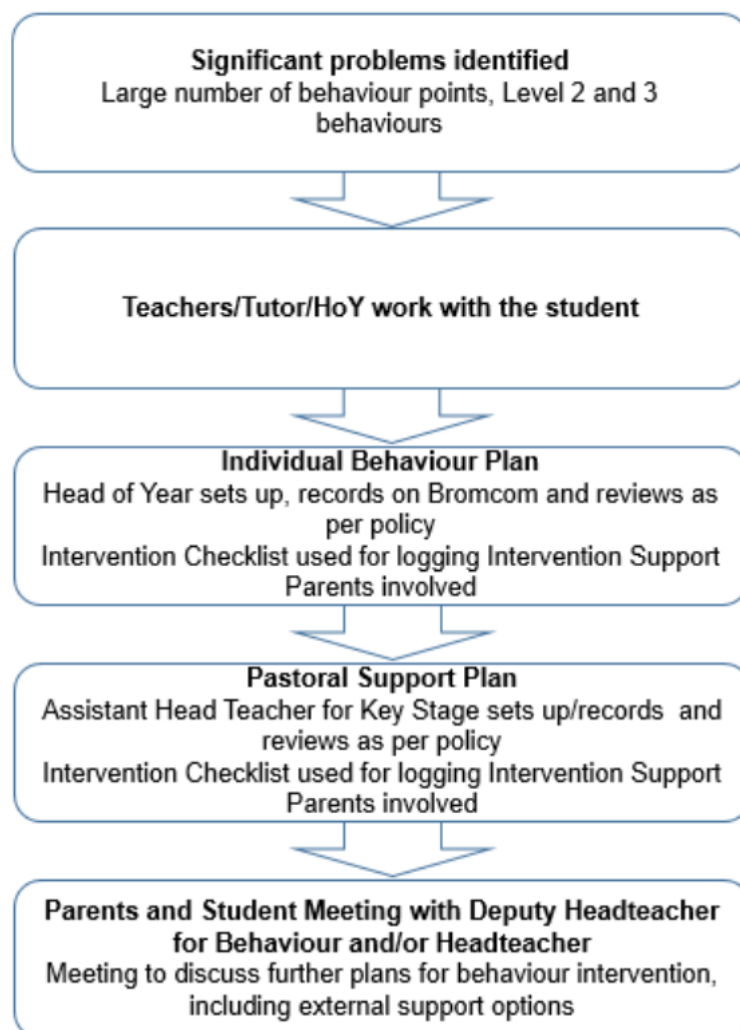 Significant problems identified
Large number of behaviour points, Level 2 and 3
behaviours
Teachers/Tutor/HoY work with the student
Individual Behaviour Plan
Head of Year sets up, records on Bromcom and reviews as
per policy
Intervention Checklist used for logging Intervention Support
Parents involved
Pastoral Support Plan
Assistant Head Teacher for Key Stage sets up/records and
reviews as per policy
Intervention Checklist used for logging Intervention Support
Parents involved
Parents and Student Meeting with Deputy Headteacher
for Behaviour and/or Headteacher
Meeting to discuss further plans for behaviour intervention,
including external support options